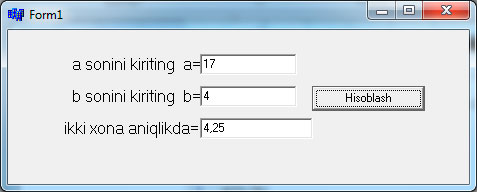 Form1
a sonini kiriting a=17
b sonini kiriting b=4
Hisoblash
ikki xona aniqlikda=4,25